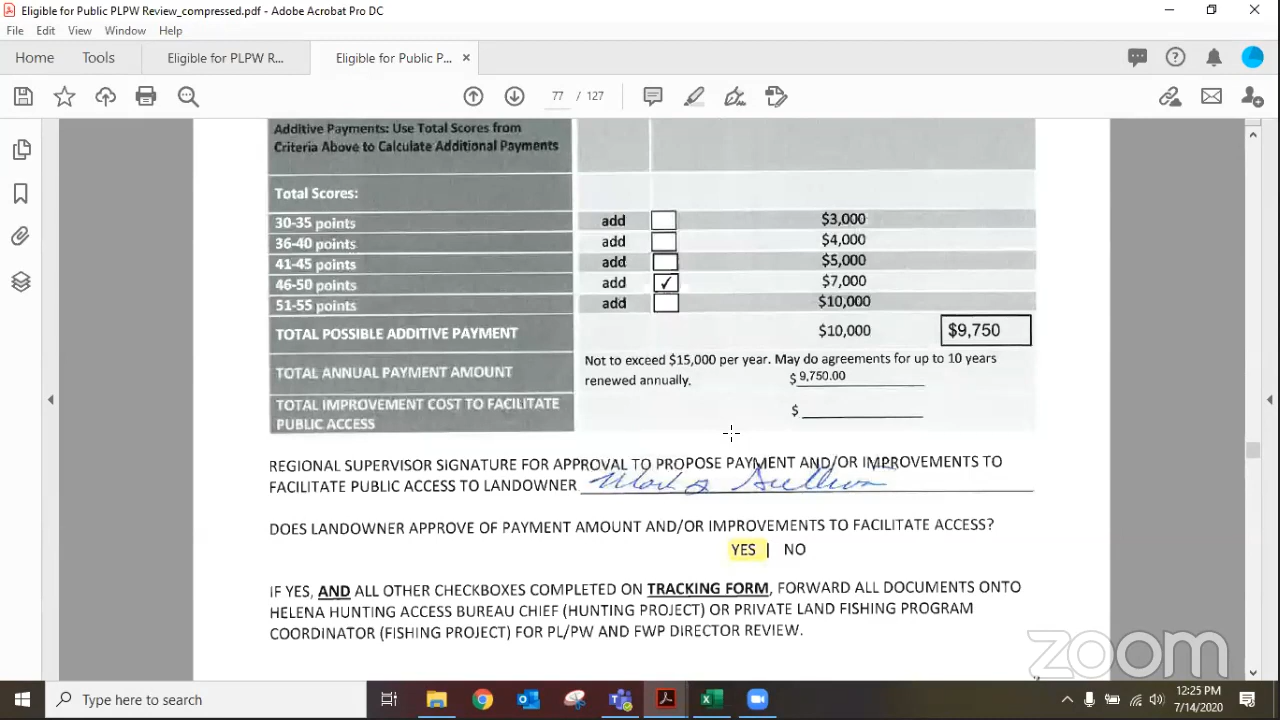 Eligible for Public PLPW Review_compressed.pdf - Adobe Acrobat Pro DC
File Edit View Window Help
Home Tools Eligible for PLPW R... Eligible for Public P... ×
77 / 127
Additive Payments: Use Total Scores from
Criteria Above to Calculate Additional Payments
Total Scores:
30-35 points add $3,000
36-40 points add $4,000
41-45 points add $5,000
46-50 points add ✓ $7,000
51-55 points add $10,000
TOTAL POSSIBLE ADDITIVE PAYMENT $10,000 $9,750
Not to exceed $15,000 per year. May do agreements for up to 10 years
TOTAL ANNUAL PAYMENT AMOUNT renewed annually. $ 9,750.00
TOTAL IMPROVEMENT COST TO FACILITATE
PUBLIC ACCESS $
REGIONAL SUPERVISOR SIGNATURE FOR APPROVAL TO PROPOSE PAYMENT AND/OR IMPROVEMENTS TO
FACILITATE PUBLIC ACCESS TO LANDOWNER
DOES LANDOWNER APPROVE OF PAYMENT AMOUNT AND/OR IMPROVEMENTS TO FACILITATE ACCESS?
YES | NO
IF YES, AND ALL OTHER CHECKBOXES COMPLETED ON TRACKING FORM, FORWARD ALL DOCUMENTS ONTO
HELENA HUNTING ACCESS BUREAU CHIEF (HUNTING PROJECT) OR PRIVATE LAND FISHING PROGRAM
COORDINATOR (FISHING PROJECT) FOR PL/PW AND FWP DIRECTOR REVIEW.
zoom
Type here to search
12:25 PM
7/14/2020